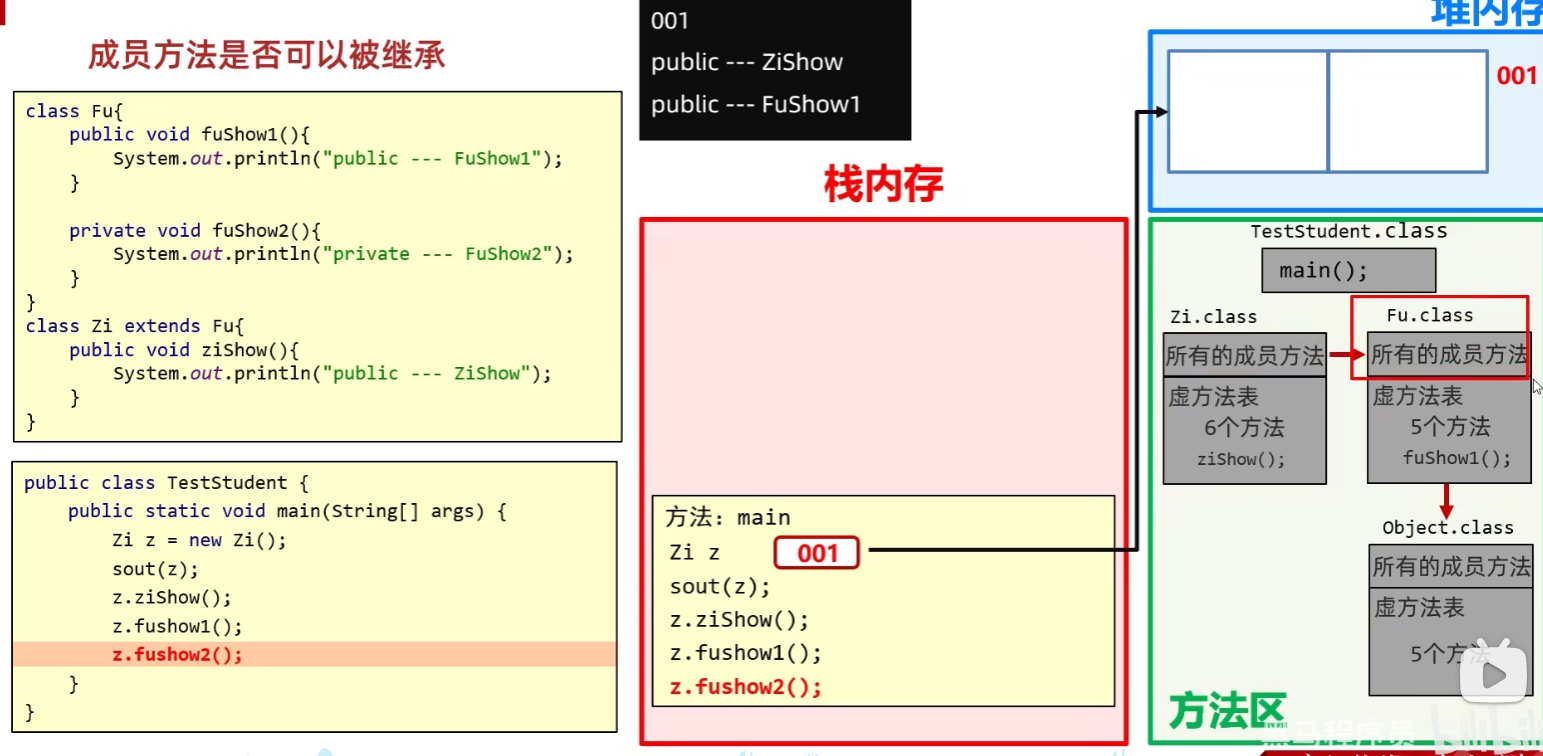 成员方法是否可以被继承
class Fu{
    public void fuShow1(){
        System.out.println("public --- FuShow1");
    }

    private void fuShow2(){
        System.out.println("private --- FuShow2");
    }
}
class Zi extends Fu{
    public void ziShow(){
        System.out.println("public --- ZiShow");
    }
}
public class TestStudent {
    public static void main(String[] args) {
        Zi z = new Zi();
        sout(z);
        z.ziShow();
        z.fushow1();
        z.fushow2();
    }
}
001
public --- ZiShow
public --- FuShow1
栈内存
方法：main
Zi z 001
sout(z);
z.ziShow();
z.fushow1();
z.fushow2();
堆内存
001
TestStudent.class
main();
Zi.class
所有的成员方法
虚方法表
6个方法
ziShow();
Fu.class
所有的成员方法
虚方法表
5个方法
fuShow1();
Object.class
所有的成员方法
虚方法表
5个方法
方法区
黑马程序员